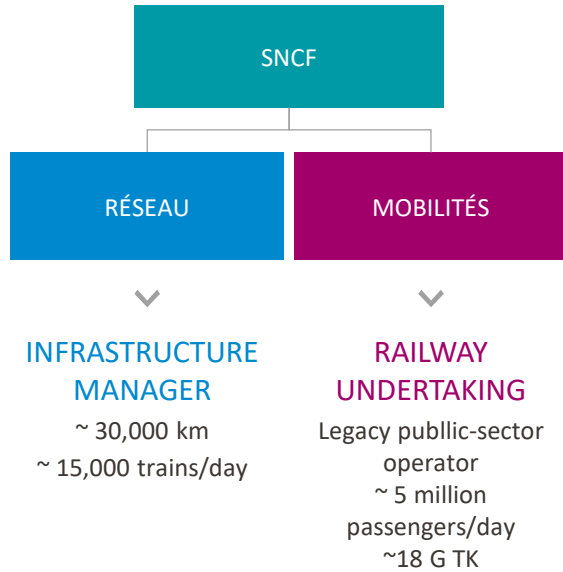 SNCF
RÉSEAU
MOBILITÉS
INFRASTRUCTURE
MANAGER
~ 30,000 km
~ 15,000 trains/day
RAILWAY
UNDERTAKING
Legacy publlic-sector
operator
~ 5 million
passengers/day
~18 G TK